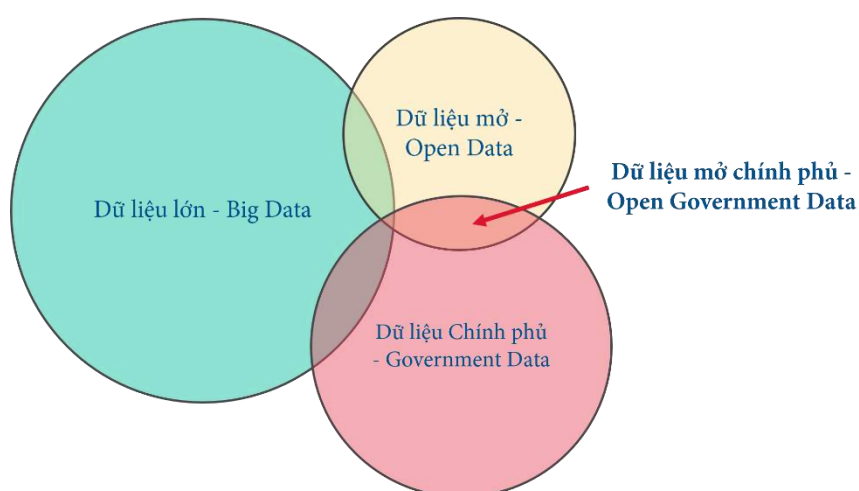 Dữ liệu mở -
Open Data
Dữ liệu mở chính phủ -
Open Government Data
Dữ liệu lớn - Big Data
Dữ liệu Chính phủ
- Government Data